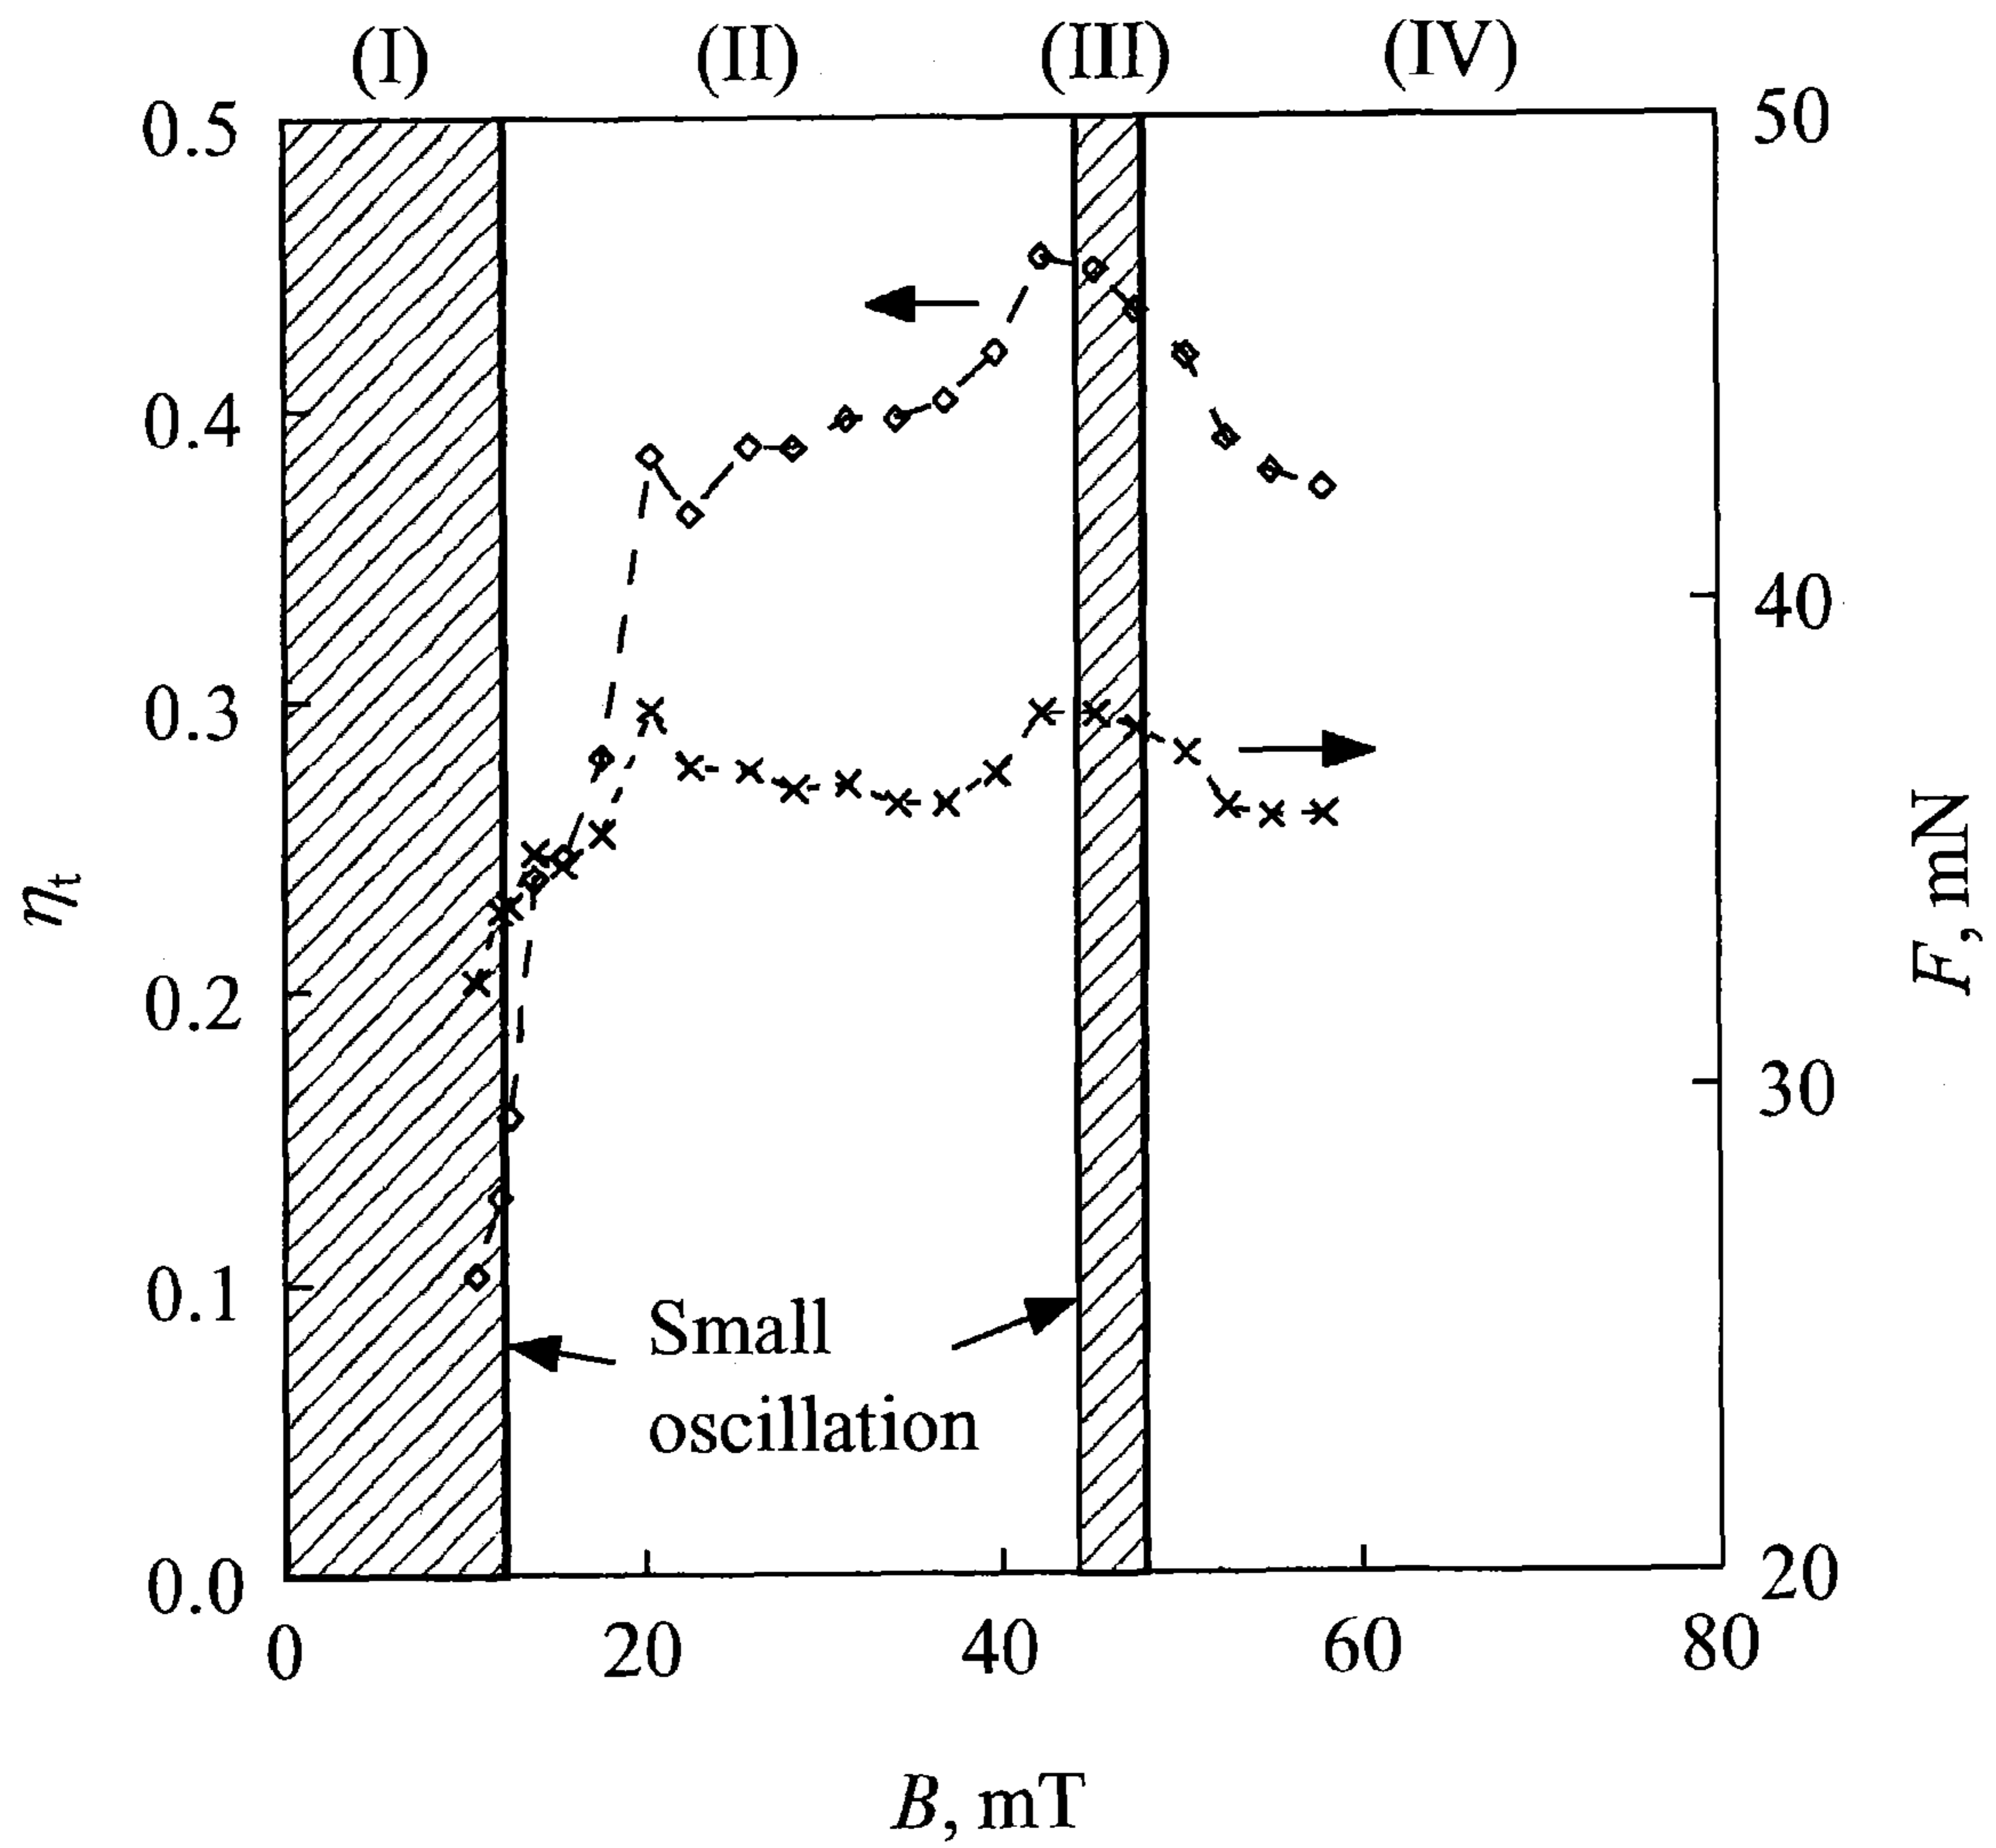 (I) (II) (III) (IV)
0.5
0.4
0.3
0.2
0.1
0.0
ηt
50
40
30
20
F, mN
Small
oscillation
0 20 40 60 80
B, mT